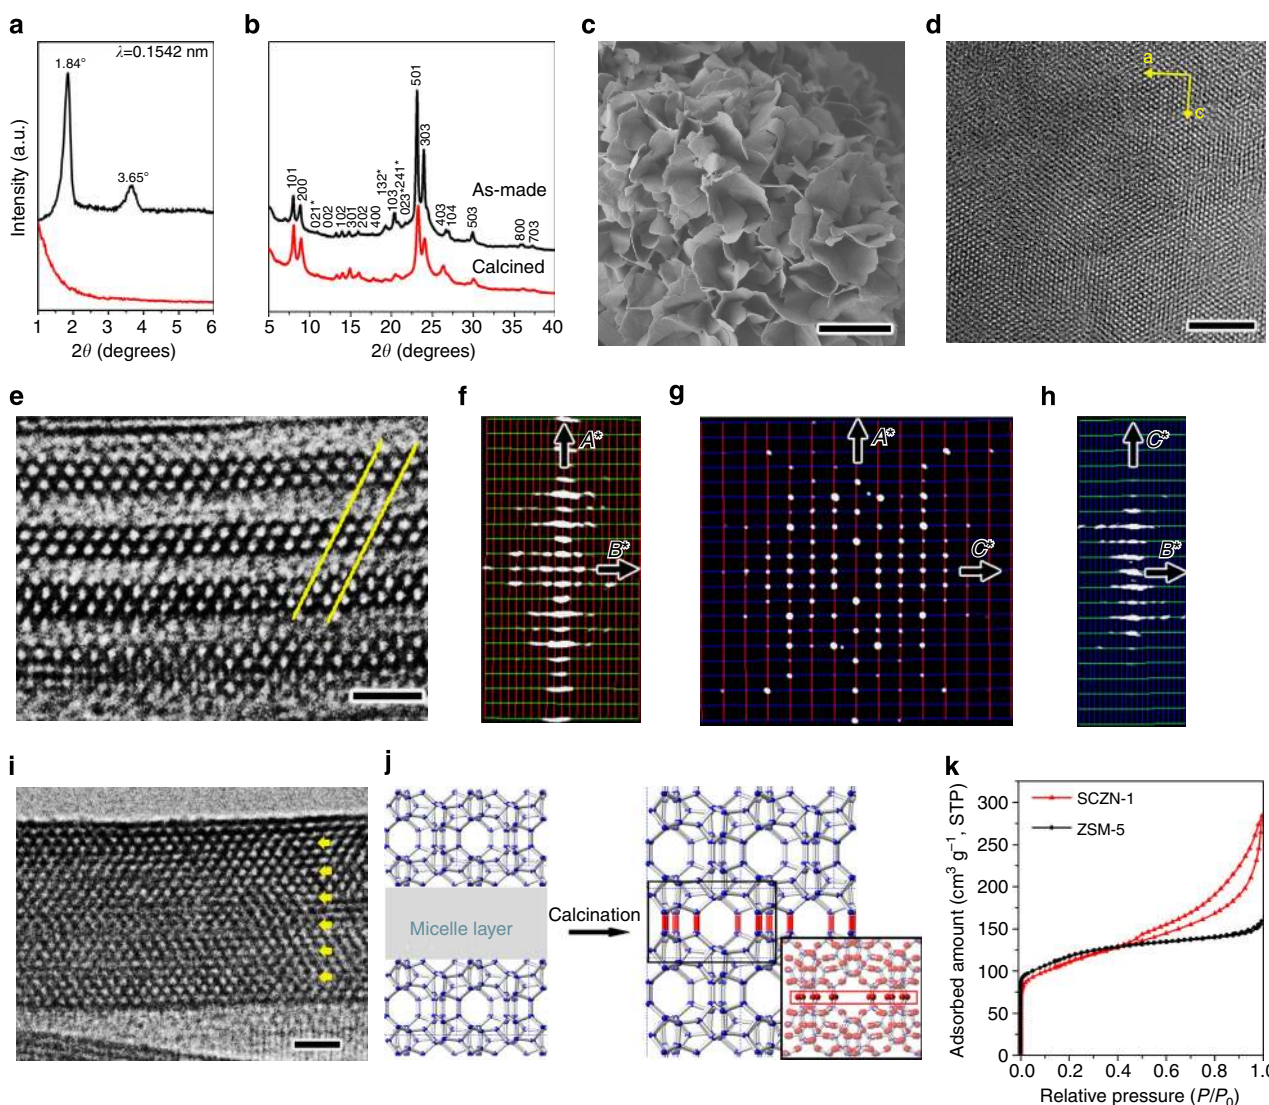 a
λ=0.1542 nm
1.84°
3.65°
Intensity (a.u.)
1 2 3 4 5 6
2θ (degrees)
b
501
303
101
200
021*
002
102
301
202
400
132*
103
023*
241*
403
104
503
800
703
As-made
Calcined
5 10 15 20 25 30 35 40
2θ (degrees)
c
d
a
c
e
f
A*
B*
g
A*
C*
h
C*
B*
i
j
Micelle layer
Calcination
k
SCZN-1
ZSM-5
Adsorbed amount (cm³ g⁻¹, STP)
300
250
200
150
100
50
0
0.0 0.2 0.4 0.6 0.8 1.0
Relative pressure (P/P₀)